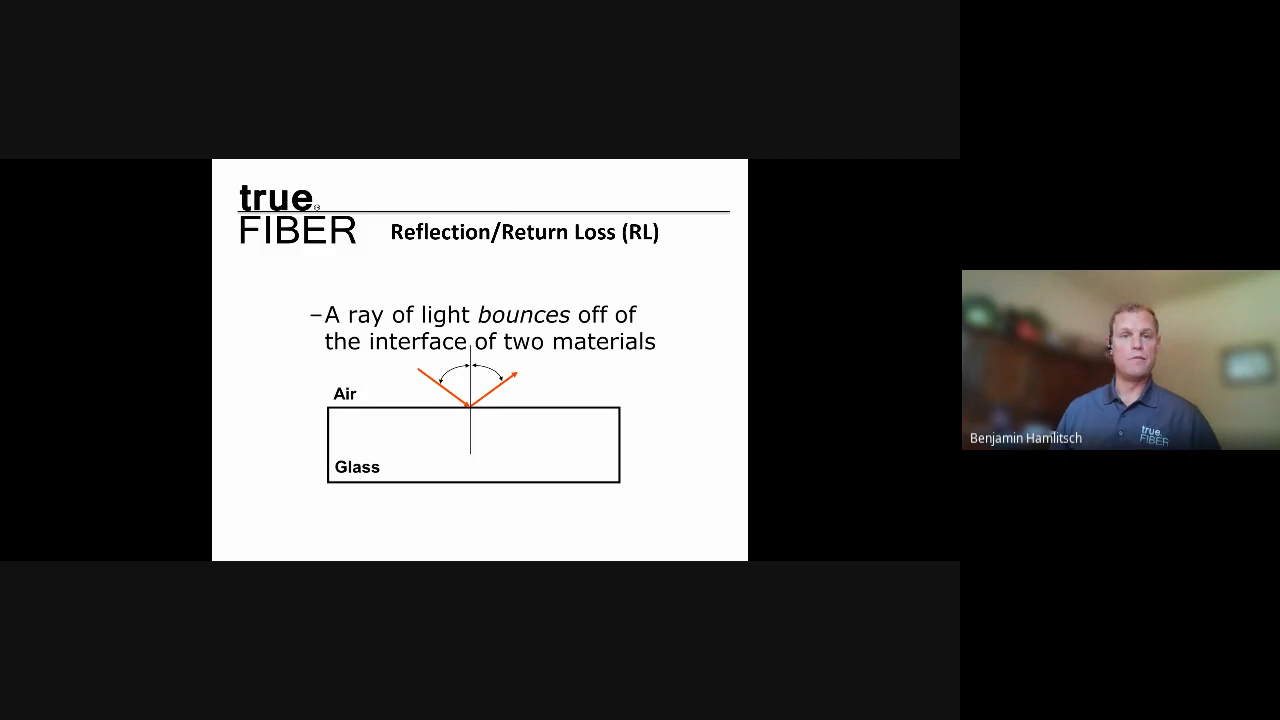 true®
FIBER
Reflection/Return Loss (RL)
–A ray of light bounces off of
the interface of two materials
Air
Glass
true
FIBER
Benjamin Hamlitsch